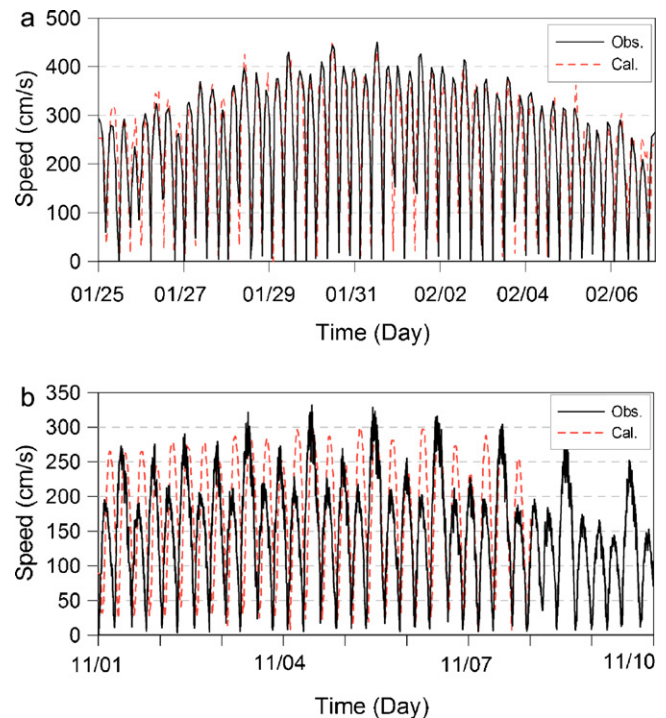 a
Obs.
Cal.
Speed (cm/s)
500
400
300
200
100
0
01/25
01/27
01/29
01/31
02/02
02/04
02/06
Time (Day)
b
Obs.
Cal.
Speed (cm/s)
350
300
250
200
150
100
50
0
11/01
11/04
11/07
11/10
Time (Day)